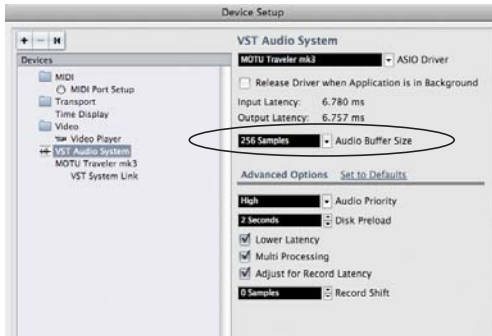 Device Setup
Devices
MIDI
MIDI Port Setup
Transport
Time Display
Video
Video Player
VST Audio System
MOTU Traveler mk3
VST System Link
VST Audio System
MOTU Traveler mk3 ASIO Driver
Release Driver when Application is in Background
Input Latency: 6.780 ms
Output Latency: 6.757 ms
256 Samples Audio Buffer Size
Advanced Options Set to Defaults
High Audio Priority
2 Seconds Disk Preload
Lower Latency
Multi Processing
Adjust for Record Latency
0 Samples Record Shift